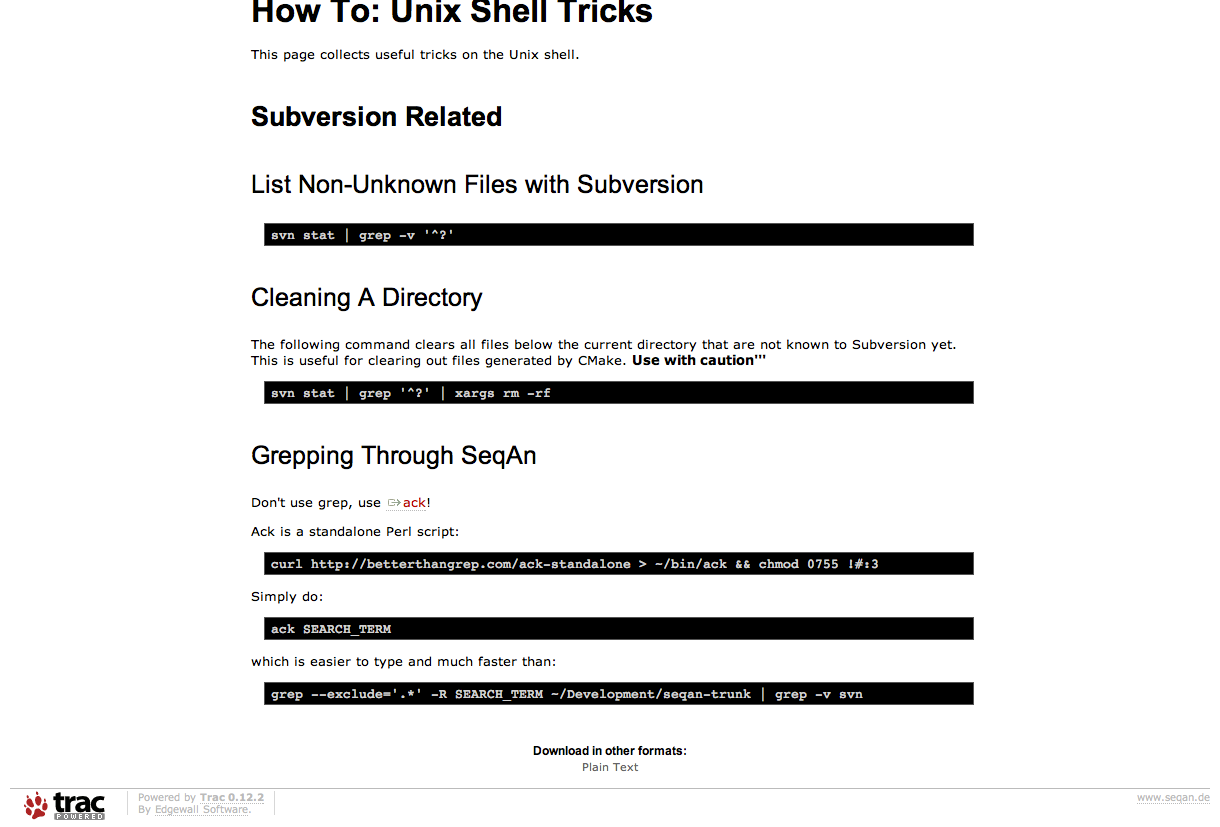 How To: Unix Shell Tricks
This page collects useful tricks on the Unix shell.
Subversion Related
List Non-Unknown Files with Subversion
svn stat | grep -v '^?'
Cleaning A Directory
The following command clears all files below the current directory that are not known to Subversion yet.
This is useful for clearing out files generated by CMake. Use with caution'''
svn stat | grep '^?' | xargs rm -rf
Grepping Through SeqAn
Don't use grep, use ack!
Ack is a standalone Perl script:
curl http://betterthangrep.com/ack-standalone > ~/bin/ack && chmod 0755 !#:3
Simply do:
ack SEARCH_TERM
which is easier to type and much faster than:
grep --exclude='.*' -R SEARCH_TERM ~/Development/seqan-trunk | grep -v svn
Download in other formats:
Plain Text
trac
POWERED
Powered by Trac 0.12.2
By Edgewall Software.
www.seqan.de